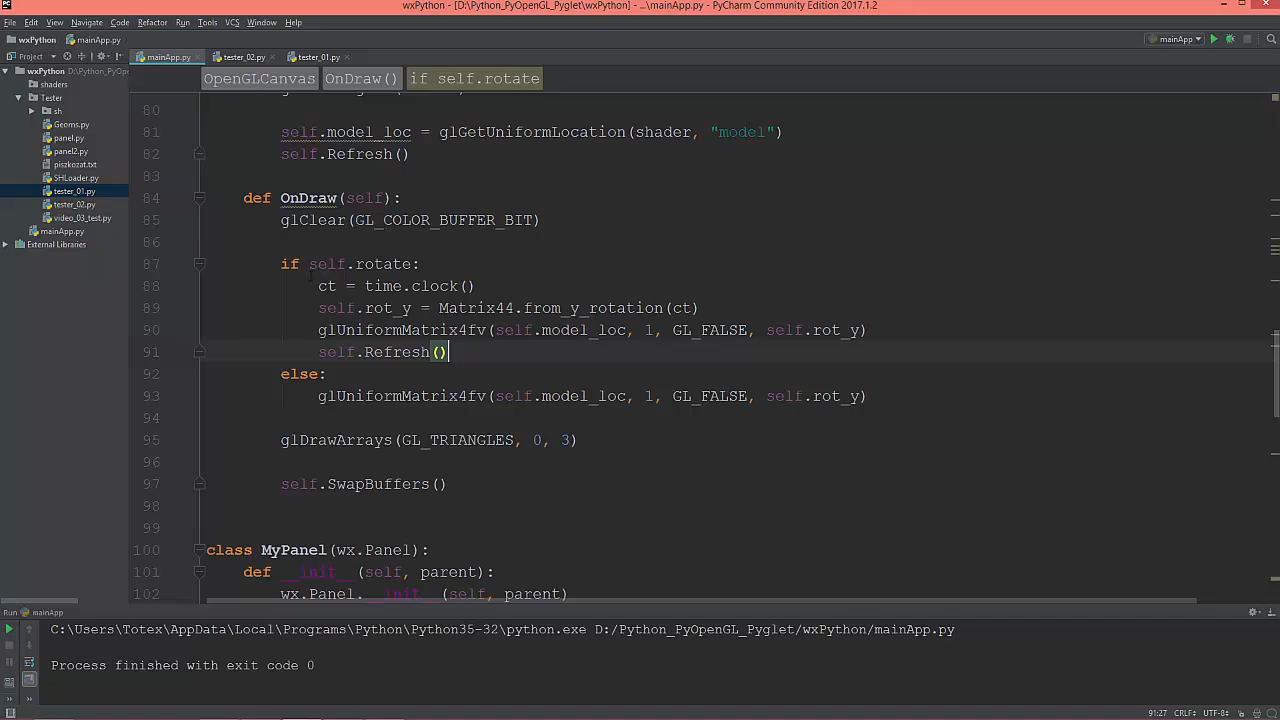 wxPython - [D:\Python_PyOpenGL_Pyglet\wxPython] - ...\mainApp.py - PyCharm Community Edition 2017.1.2
File Edit View Navigate Code Refactor Run Tools VCS Window Help
wxPython mainApp.py mainApp
Project mainApp.py tester_02.py tester_01.py
wxPython D:\Python_PyOp
shaders
Tester
sh
Geoms.py
panel.py
panel2.py
piszkozat.txt
SHLoader.py
tester_01.py
tester_02.py
video_03_test.py
mainApp.py
External Libraries
OpenGLCanvas OnDraw() if self.rotate
80
81 self.model_loc = glGetUniformLocation(shader, "model")
82 self.Refresh()
83
84 def OnDraw(self):
85 glClear(GL_COLOR_BUFFER_BIT)
86
87 if self.rotate:
88 ct = time.clock()
89 self.rot_y = Matrix44.from_y_rotation(ct)
90 glUniformMatrix4fv(self.model_loc, 1, GL_FALSE, self.rot_y)
91 self.Refresh()
92 else:
93 glUniformMatrix4fv(self.model_loc, 1, GL_FALSE, self.rot_y)
94
95 glDrawArrays(GL_TRIANGLES, 0, 3)
96
97 self.SwapBuffers()
98
99
100 class MyPanel(wx.Panel):
101 def __init__(self, parent):
102 wx.Panel.__init__(self, parent)
Run mainApp
C:\Users\Totex\AppData\Local\Programs\Python\Python35-32\python.exe D:/Python_PyOpenGL_Pyglet/wxPython/mainApp.py
Process finished with exit code 0
91:27 CRLF÷ UTF-8÷